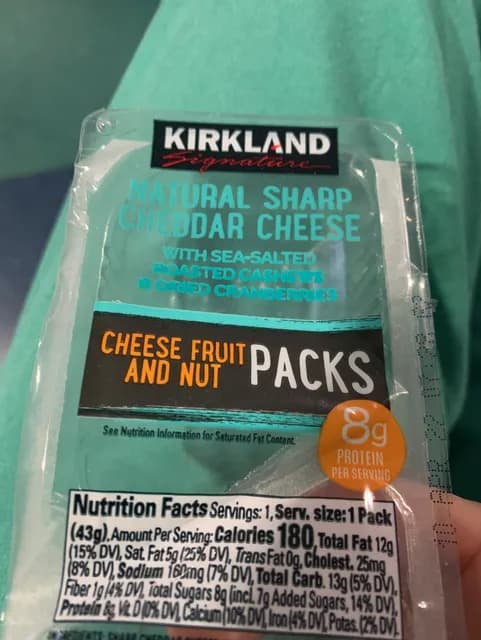 KIRKLAND
Signature
NATURAL SHARP
CHEDDAR CHEESE
WITH SEA-SALTED
ROASTED CASHEWS
& DRIED CRANBERRIES
CHEESE FRUIT
AND NUT PACKS
See Nutrition Information for Saturated Fat Content.
8g
PROTEIN
PER SERVING
Nutrition Facts Servings: 1, Serv. size: 1 Pack
(43g), Amount Per Serving: Calories 180, Total Fat 12g
(15% DV), Sat. Fat 5g (25% DV), Trans Fat 0g, Cholest. 25mg
(8% DV), Sodium 160mg (7% DV), Total Carb. 13g (5% DV),
Fiber 1g (4% DV), Total Sugars 8g (incl. 7g Added Sugars, 14% DV),
Protein 8g, Vit. D (0% DV), Calcium (10% DV), Iron (4% DV), Potas. (2% DV).